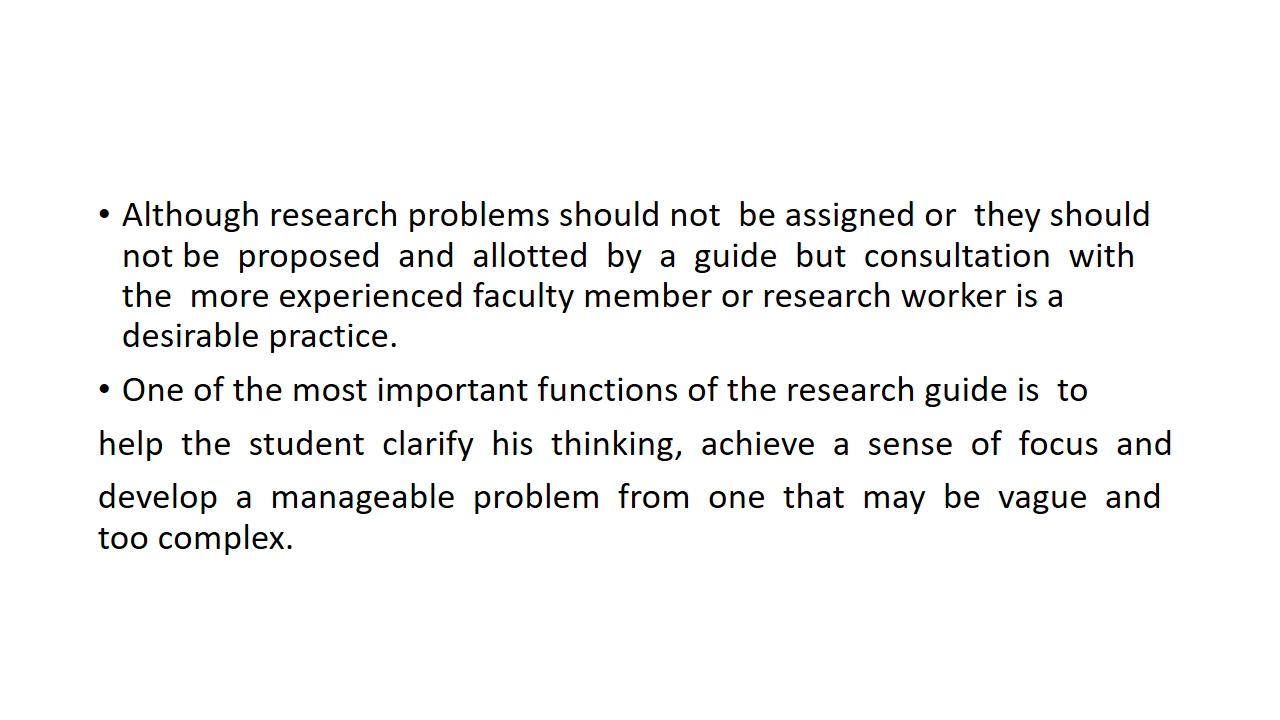 • Although research problems should not be assigned or they should
not be proposed and allotted by a guide but consultation with
the more experienced faculty member or research worker is a
desirable practice.
• One of the most important functions of the research guide is to
help the student clarify his thinking, achieve a sense of focus and
develop a manageable problem from one that may be vague and
too complex.